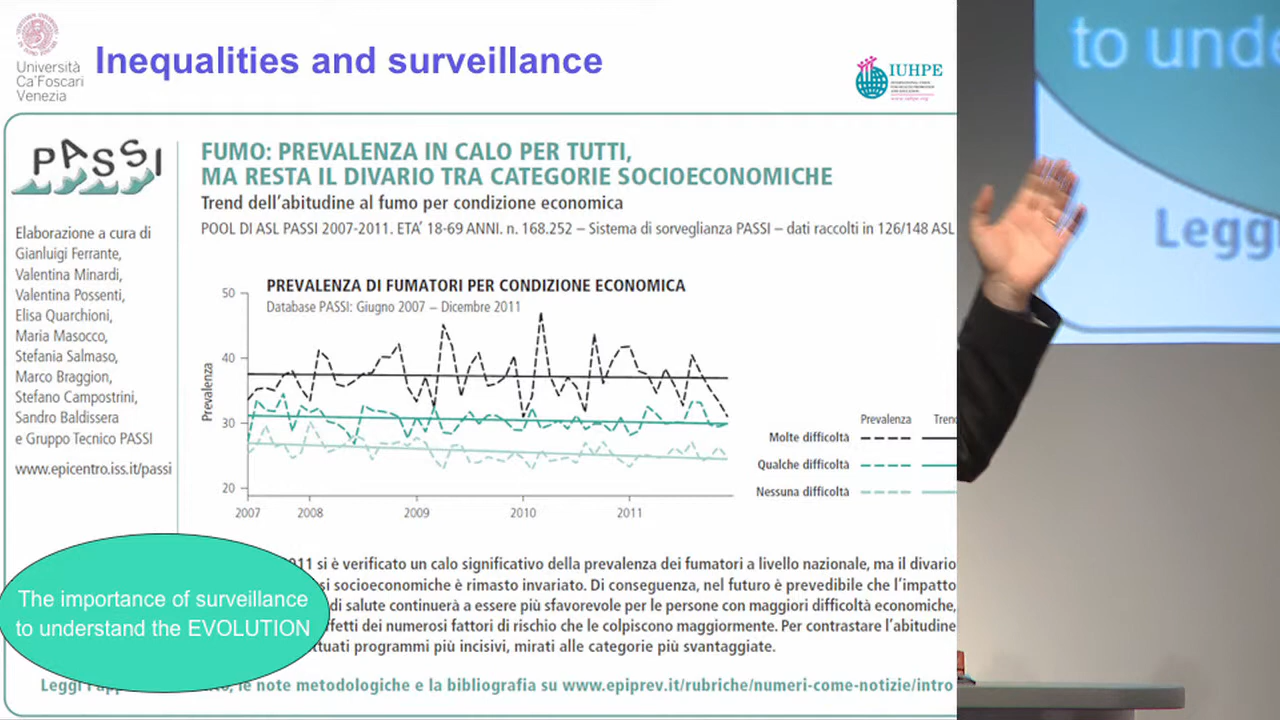 Università
Ca'Foscari
Venezia
Inequalities and surveillance
IUHPE
www.iuhpe.org
PASSI
Elaborazione a cura di
Gianluigi Ferrante,
Valentina Minardi,
Valentina Possenti,
Elisa Quarchioni,
Maria Masocco,
Stefania Salmaso,
Marco Braggion,
Stefano Campostrini,
Sandro Baldissera
e Gruppo Tecnico PASSI
www.epicentro.iss.it/passi
FUMO: PREVALENZA IN CALO PER TUTTI,
MA RESTA IL DIVARIO TRA CATEGORIE SOCIOECONOMICHE
Trend dell'abitudine al fumo per condizione economica
POOL DI ASL PASSI 2007-2011. ETA' 18-69 ANNI. n. 168.252 – Sistema di sorveglianza PASSI – dati raccolti in 126/148 ASL
PREVALENZA DI FUMATORI PER CONDIZIONE ECONOMICA
Database PASSI: Giugno 2007 – Dicembre 2011
Prevalenza
50
40
30
20
2007 2008 2009 2010 2011
Prevalenza Tren
Molte difficoltà
Qualche difficoltà
Nessuna difficoltà
011 si è verificato un calo significativo della prevalenza dei fumatori a livello nazionale, ma il divario
si socioeconomiche è rimasto invariato. Di conseguenza, nel futuro è prevedibile che l'impatto
di salute continuerà a essere più sfavorevole per le persone con maggiori difficoltà economiche,
ffetti dei numerosi fattori di rischio che le colpiscono maggiormente. Per contrastare l'abitudine
ttuati programmi più incisivi, mirati alle categorie più svantaggiate.
The importance of surveillance
to understand the EVOLUTION
Leggi l'app le note metodologiche e la bibliografia su www.epiprev.it/rubriche/numeri-come-notizie/intro
to unde
Legg